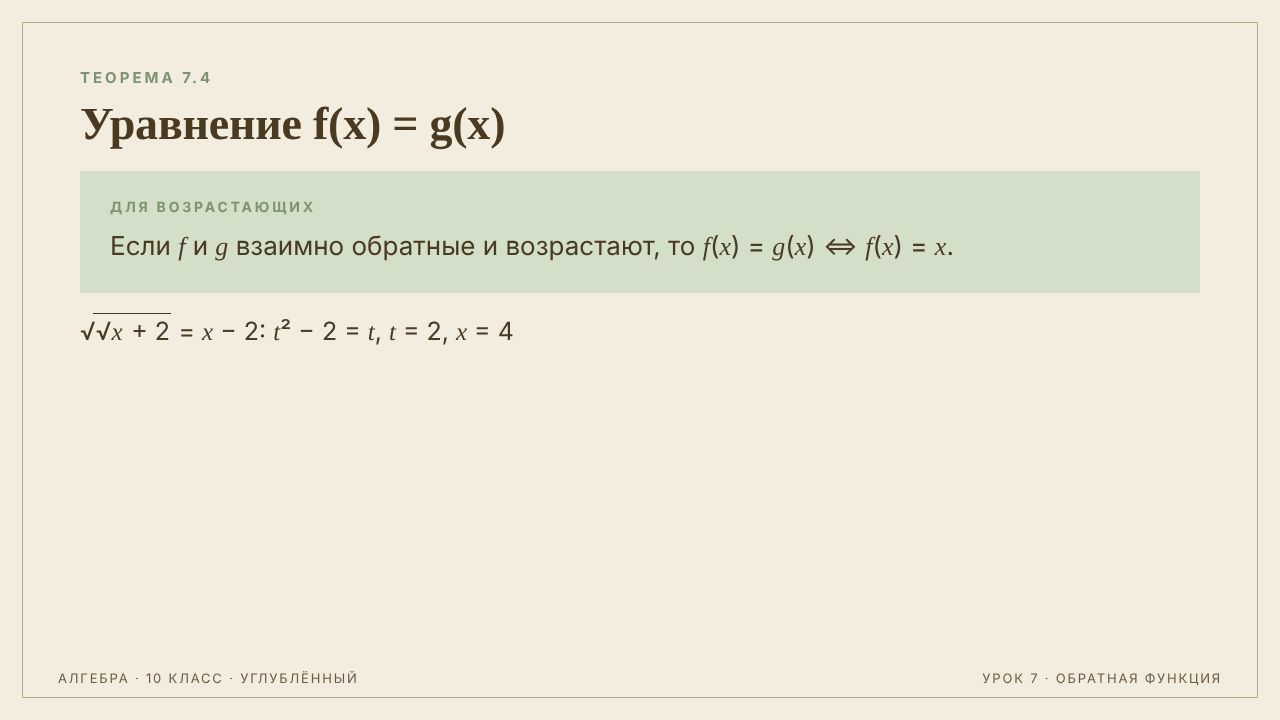 ТЕОРЕМА 7.4
Уравнение f(x) = g(x)
ДЛЯ ВОЗРАСТАЮЩИХ
Если f и g взаимно обратные и возрастают, то f(x) = g(x) ⇔ f(x) = x.
√√x + 2 = x − 2: t² − 2 = t, t = 2, x = 4
АЛГЕБРА · 10 КЛАСС · УГЛУБЛЁННЫЙ
УРОК 7 · ОБРАТНАЯ ФУНКЦИЯ